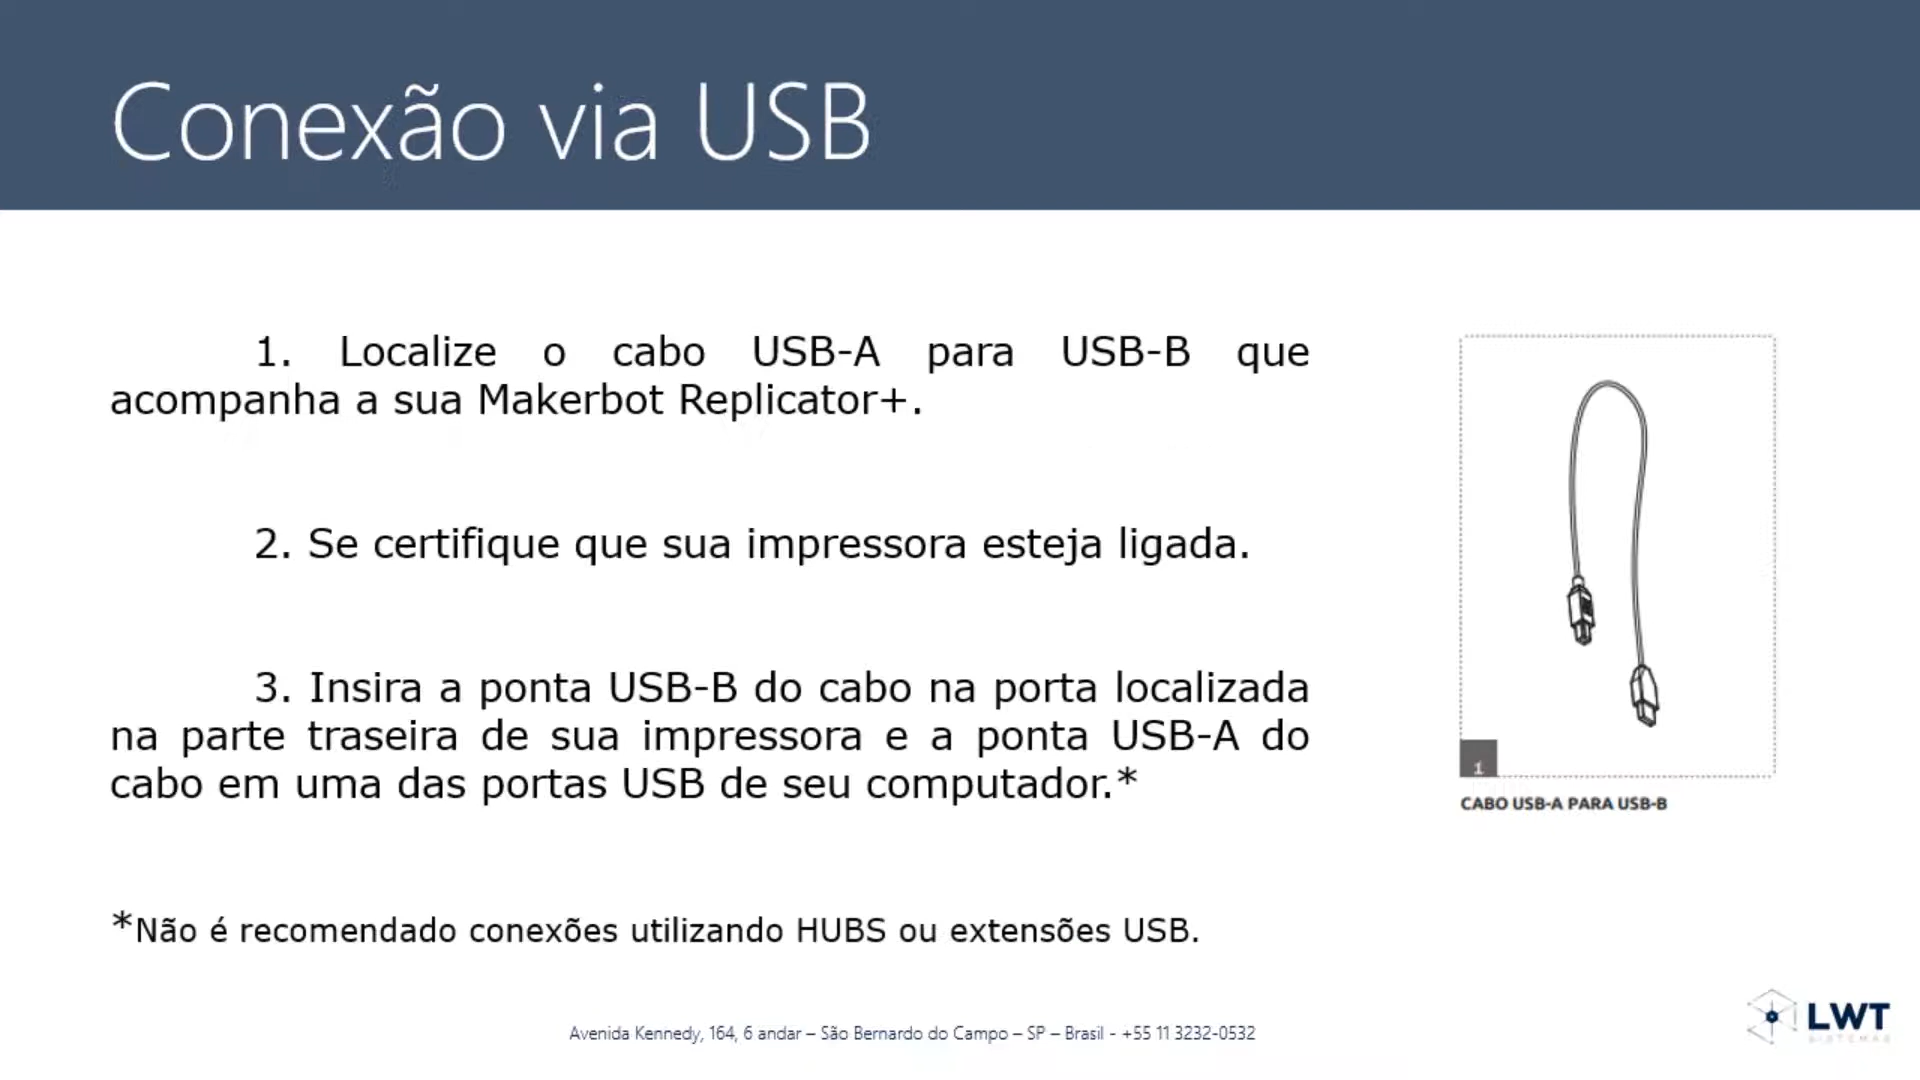 Conexão via USB
1. Localize o cabo USB-A para USB-B que
acompanha a sua Makerbot Replicator+.
2. Se certifique que sua impressora esteja ligada.
3. Insira a ponta USB-B do cabo na porta localizada
na parte traseira de sua impressora e a ponta USB-A do
cabo em uma das portas USB de seu computador.*
1
CABO USB-A PARA USB-B
*Não é recomendado conexões utilizando HUBS ou extensões USB.
Avenida Kennedy, 164, 6 andar – São Bernardo do Campo – SP – Brasil - +55 11 3232-0532
LWT
SISTEMAS